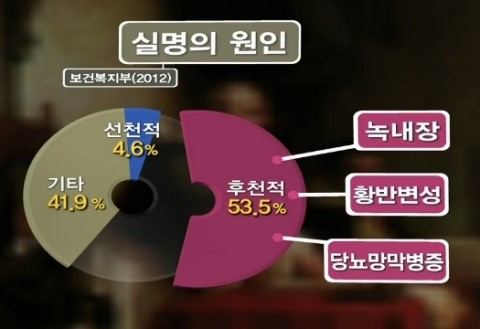 실명의 원인
보건복지부(2012)
선천적
4.6%
기타
41.9%
후천적
53.5%
녹내장
황반변성
당뇨망막병증